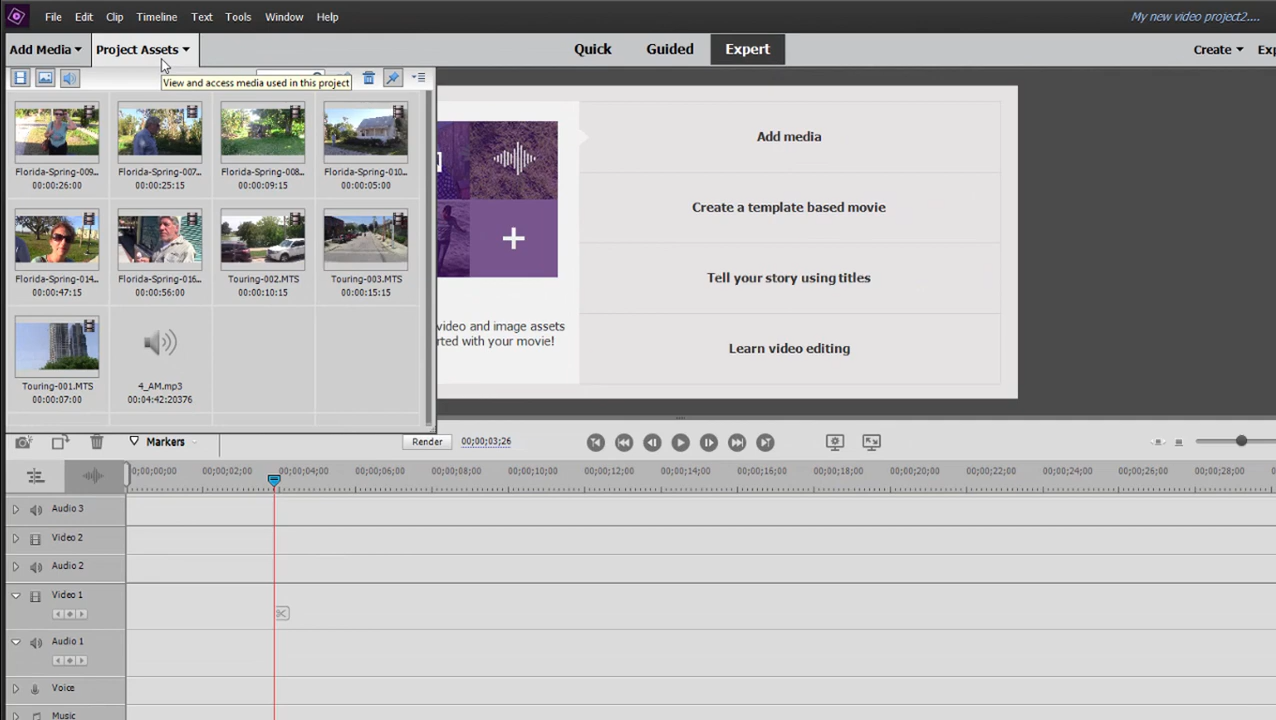 File Edit Clip Timeline Text Tools Window Help My new video project2....
Add Media Project Assets Quick Guided Expert Create
View and access media used in this project
Florida-Spring-009... Florida-Spring-007... Florida-Spring-008... Florida-Spring-010...
00:00:26:00 00:00:25:15 00:00:09:15 00:00:05:00
Florida-Spring-014... Florida-Spring-016... Touring-002.MTS Touring-003.MTS
00:00:47:15 00:00:56:00 00:00:10:15 00:00:15:15
Touring-001.MTS 4_AM.mp3
00:00:07:00 00:04:42:20376
Add media
Create a template based movie
Tell your story using titles
Learn video editing
video and image assets
rted with your movie!
Markers Render 00;00;03;26
0;00;00;00 00;00;02;00 00;00;04;00 00;00;06;00 00;00;08;00 00;00;10;00 00;00;12;00 00;00;14;00 00;00;16;00 00;00;18;00 00;00;20;00 00;00;22;00 00;00;24;00 00;00;26;00 00;00;28;00
Audio 3
Video 2
Audio 2
Video 1
Audio 1
Voice
Music